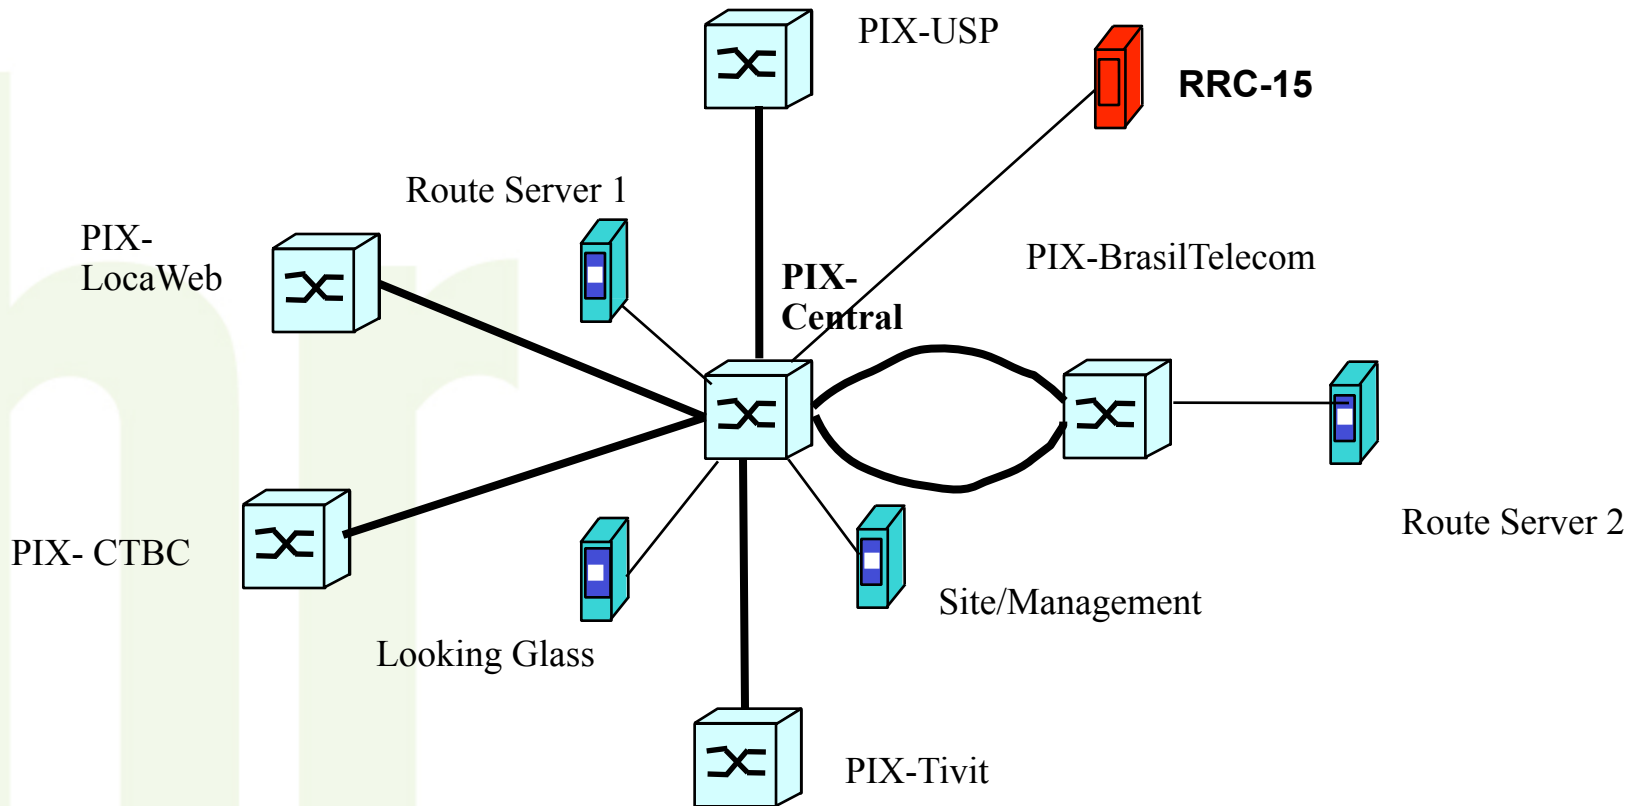 PIX-USP
RRC-15
Route Server 1
PIX-
LocaWeb
PIX-BrasilTelecom
PIX-
Central
Route Server 2
PIX- CTBC
Site/Management
Looking Glass
PIX-Tivit